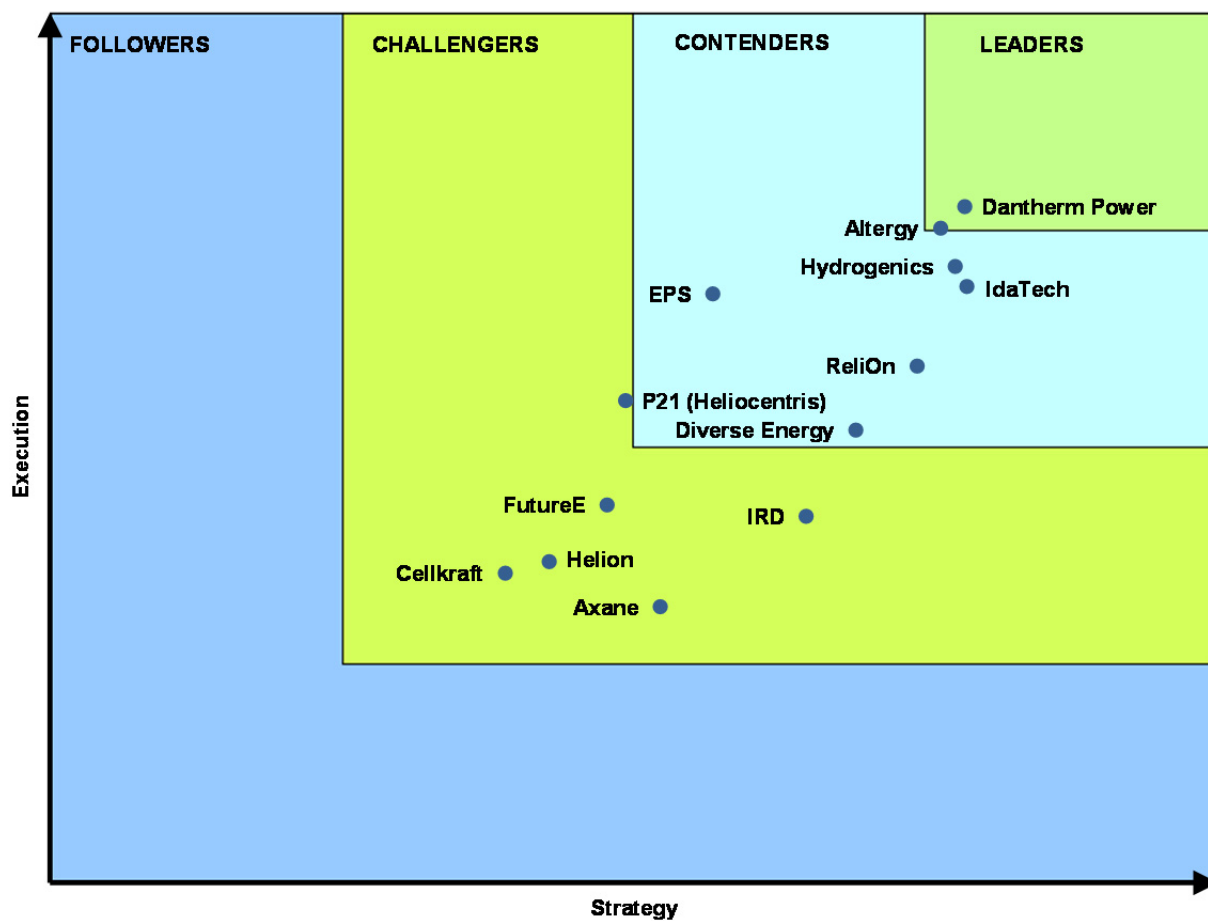 FOLLOWERS
CHALLENGERS
CONTENDERS
LEADERS
Dantherm Power
Altergy
Hydrogenics
IdaTech
EPS
ReliOn
P21 (Heliocentris)
Diverse Energy
FutureE
IRD
Helion
Cellkraft
Axane
Execution
Strategy